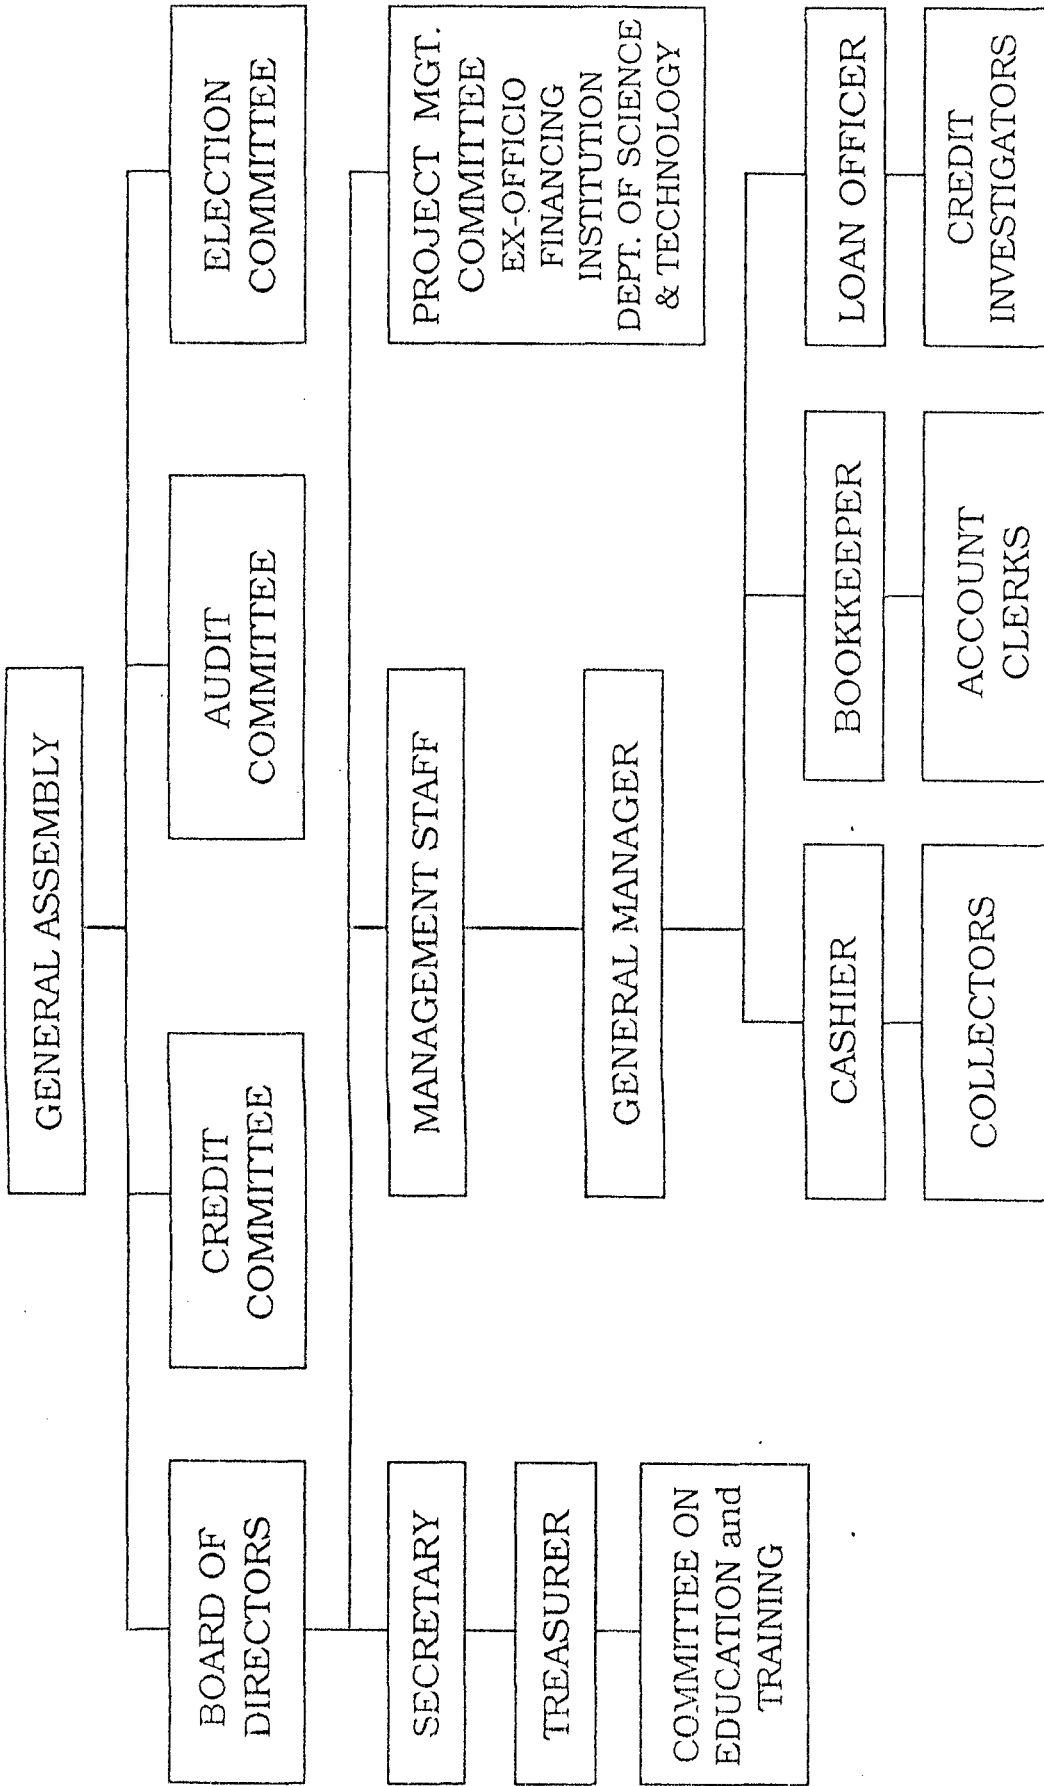 GENERAL ASSEMBLY
BOARD OF
DIRECTORS
CREDIT
COMMITTEE
AUDIT
COMMITTEE
ELECTION
COMMITTEE
SECRETARY
TREASURER
COMMITTEE ON
EDUCATION and
TRAINING
MANAGEMENT STAFF
GENERAL MANAGER
PROJECT MGT.
COMMITTEE
EX-OFFICIO
FINANCING
INSTITUTION
DEPT. OF SCIENCE
& TECHNOLOGY
CASHIER
COLLECTORS
BOOKKEEPER
ACCOUNT
CLERKS
LOAN OFFICER
CREDIT
INVESTIGATORS